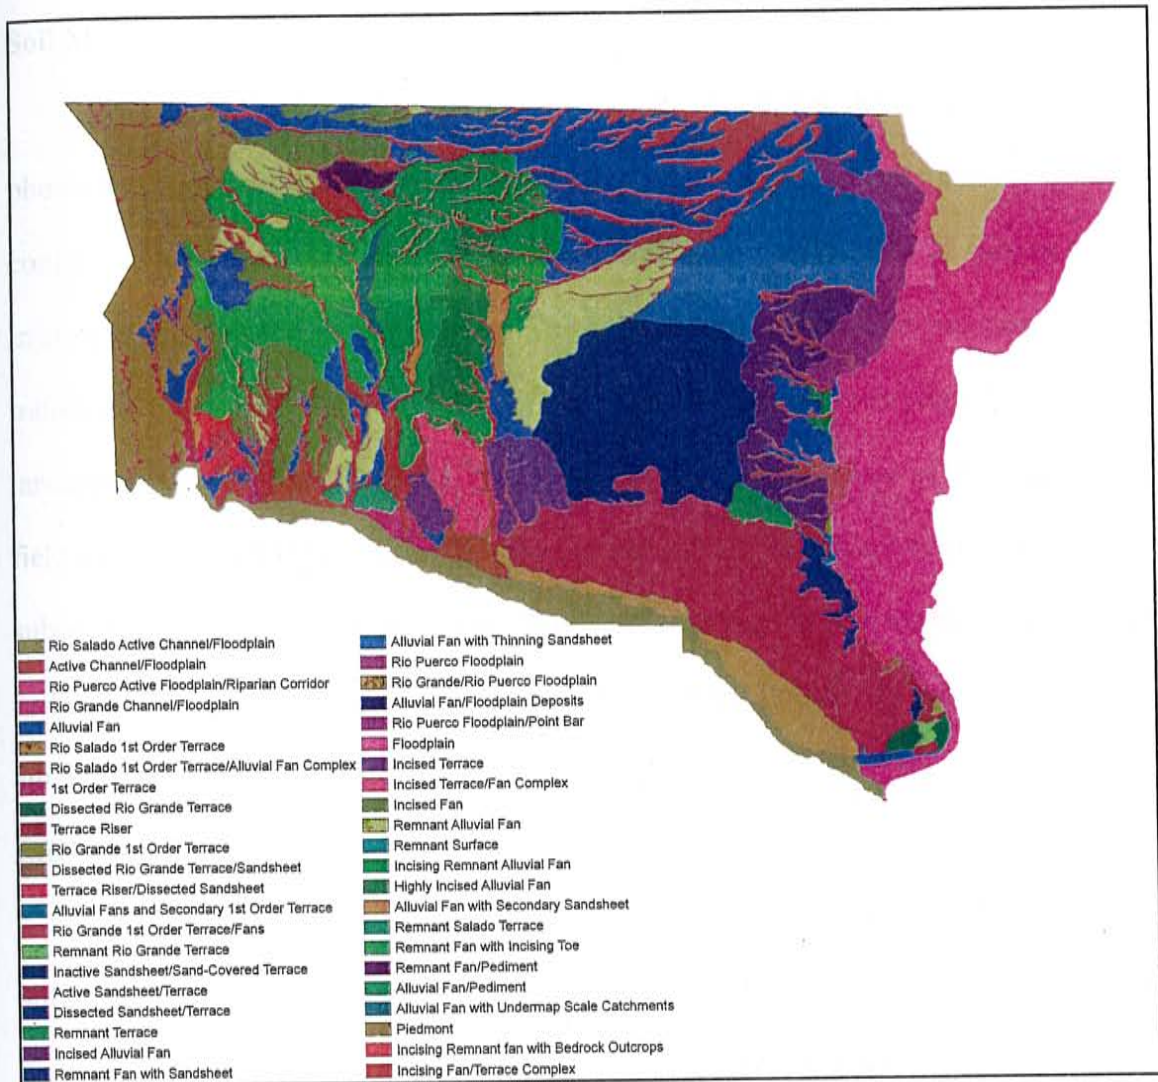 Rio Salado Active Channel/Floodplain
Active Channel/Floodplain
Rio Puerco Active Floodplain/Riparian Corridor
Rio Grande Channel/Floodplain
Alluvial Fan
Rio Salado 1st Order Terrace
Rio Salado 1st Order Terrace/Alluvial Fan Complex
1st Order Terrace
Dissected Rio Grande Terrace
Terrace Riser
Rio Grande 1st Order Terrace
Dissected Rio Grande Terrace/Sandsheet
Terrace Riser/Dissected Sandsheet
Alluvial Fans and Secondary 1st Order Terrace
Rio Grande 1st Order Terrace/Fans
Remnant Rio Grande Terrace
Inactive Sandsheet/Sand-Covered Terrace
Active Sandsheet/Terrace
Dissected Sandsheet/Terrace
Remnant Terrace
Incised Alluvial Fan
Remnant Fan with Sandsheet
Alluvial Fan with Thinning Sandsheet
Rio Puerco Floodplain
Rio Grande/Rio Puerco Floodplain
Alluvial Fan/Floodplain Deposits
Rio Puerco Floodplain/Point Bar
Floodplain
Incised Terrace
Incised Terrace/Fan Complex
Incised Fan
Remnant Alluvial Fan
Remnant Surface
Incising Remnant Alluvial Fan
Highly Incised Alluvial Fan
Alluvial Fan with Secondary Sandsheet
Remnant Salado Terrace
Remnant Fan with Incising Toe
Remnant Fan/Pediment
Alluvial Fan/Pediment
Alluvial Fan with Undermap Scale Catchments
Piedmont
Incising Remnant fan with Bedrock Outcrops
Incising Fan/Terrace Complex